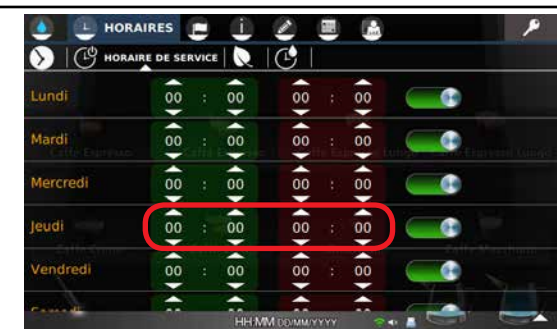 HORAIRES
HORAIRE DE SERVICE
Lundi 00 : 00 00 : 00
Mardi 00 : 00 00 : 00
Mercredi 00 : 00 00 : 00
Jeudi 00 : 00 00 : 00
Vendredi 00 : 00 00 : 00
HH:MM DD/MM/YYYY